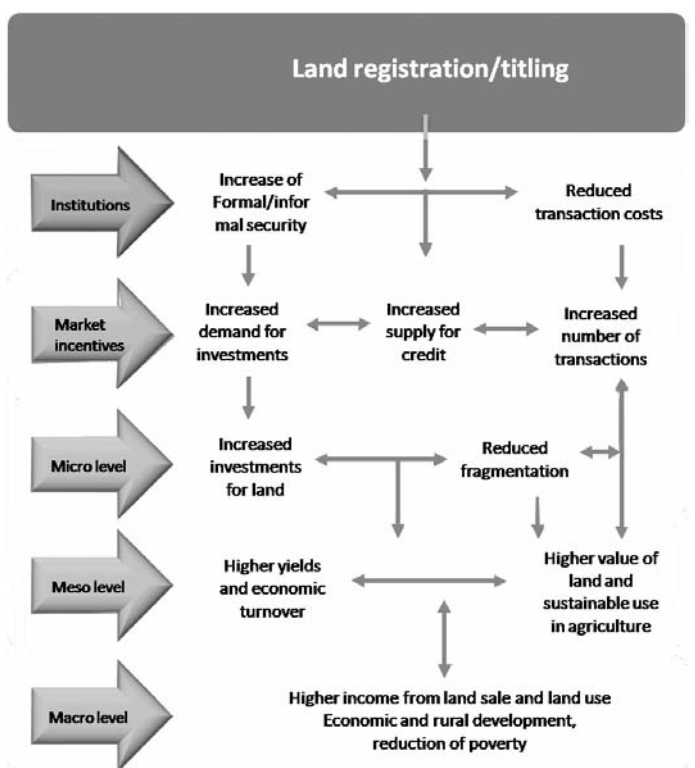 Land registration/titling
Institutions
Increase of
Formal/infor
mal security
Reduced
transaction costs
Market
incentives
Increased
demand for
investments
Increased
supply for
credit
Increased
number of
transactions
Micro level
Increased
investments
for land
Reduced
fragmentation
Meso level
Higher yields
and economic
turnover
Higher value of
land and
sustainable use
in agriculture
Macro level
Higher income from land sale and land use
Economic and rural development,
reduction of poverty